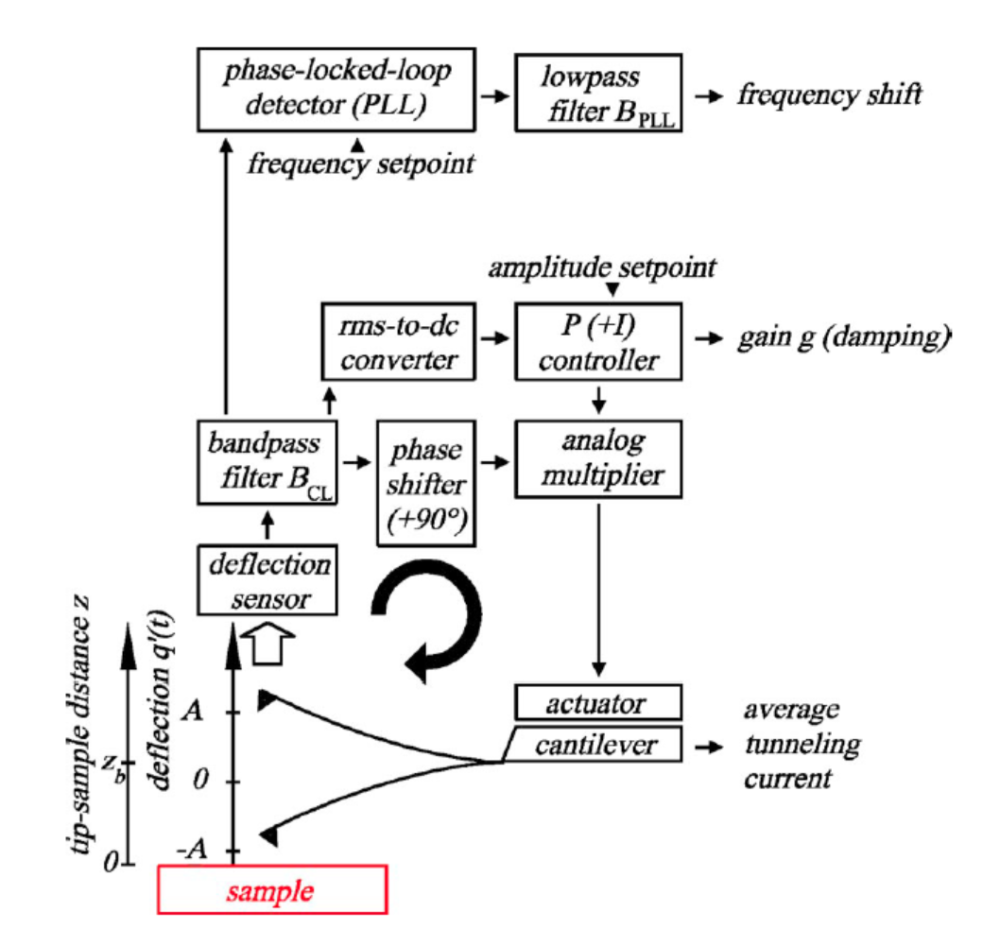 phase-locked-loop
detector (PLL)
lowpass
filter B_PLL
frequency shift
frequency setpoint
amplitude setpoint
rms-to-dc
converter
P (+I)
controller
gain g (damping)
bandpass
filter B_CL
phase
shifter
(+90°)
analog
multiplier
deflection
sensor
tip-sample distance z
deflection q'(t)
A
z_b
0
-A
0
actuator
cantilever
average
tunneling
current
sample